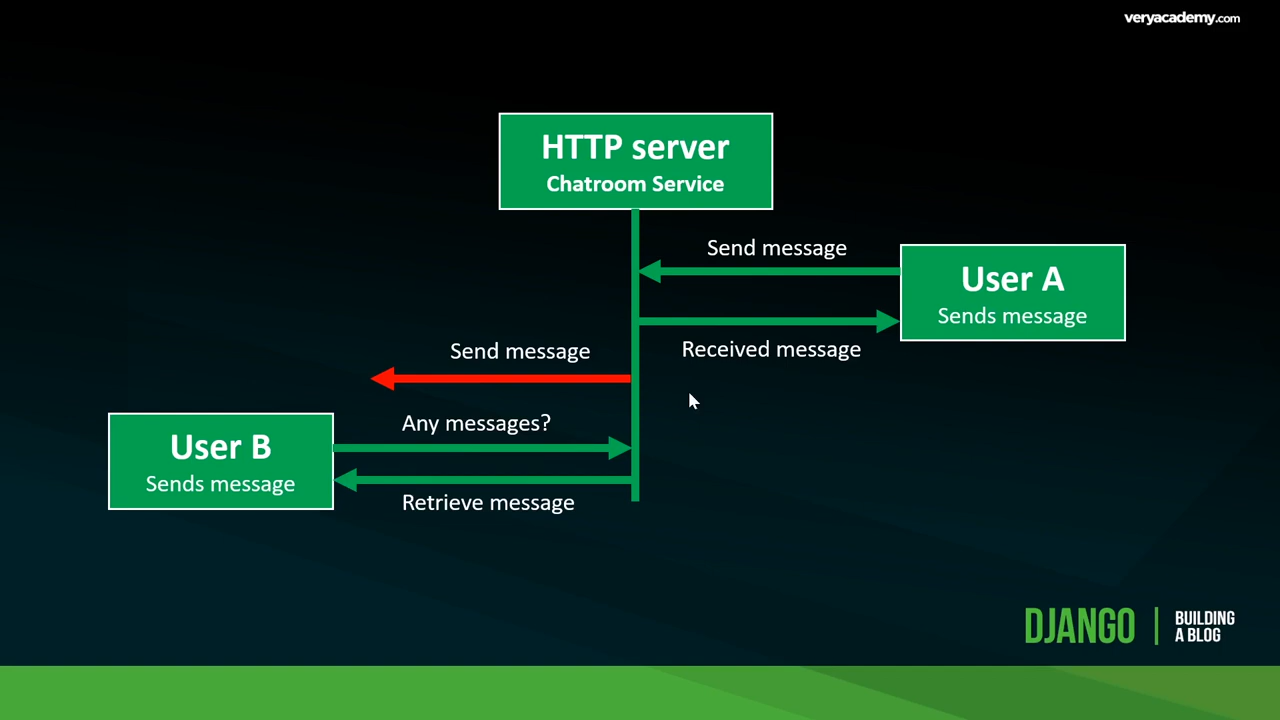 veryacademy.com
HTTP server
Chatroom Service
Send message
User A
Sends message
Received message
Send message
Any messages?
User B
Sends message
Retrieve message
DJANGO
BUILDING
A BLOG